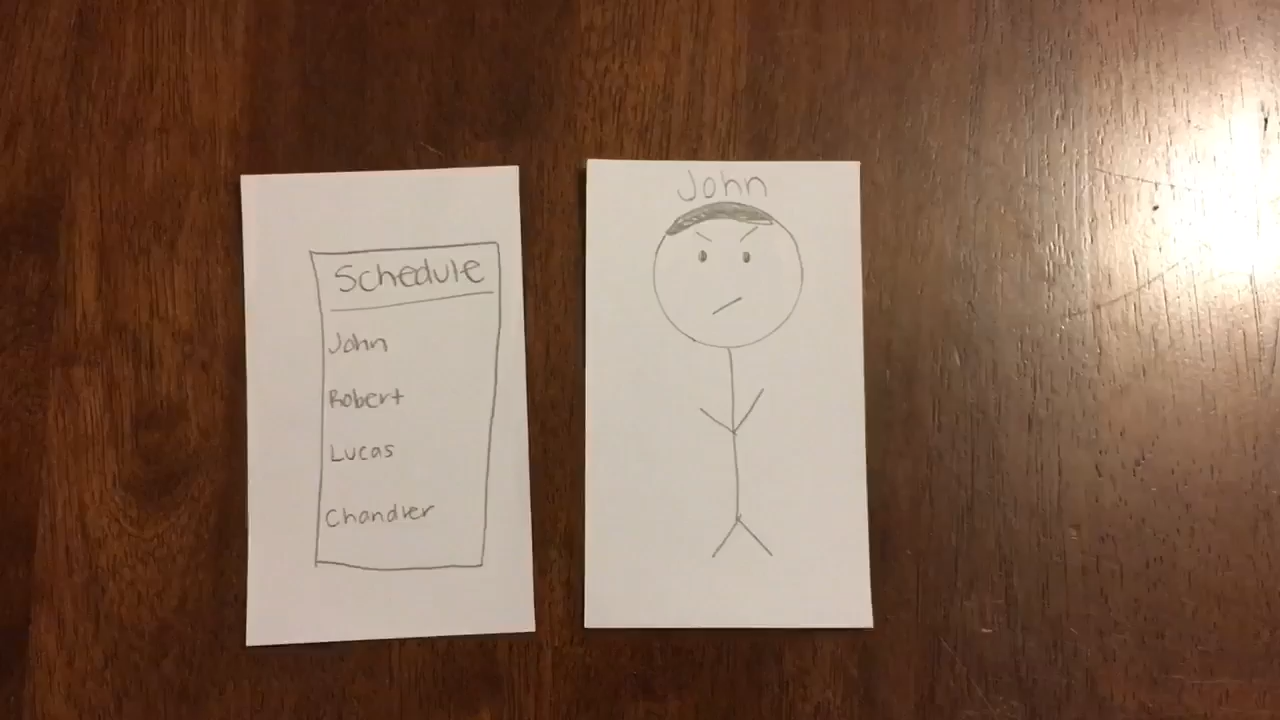 Schedule
John
Robert
Lucas
Chandler
John